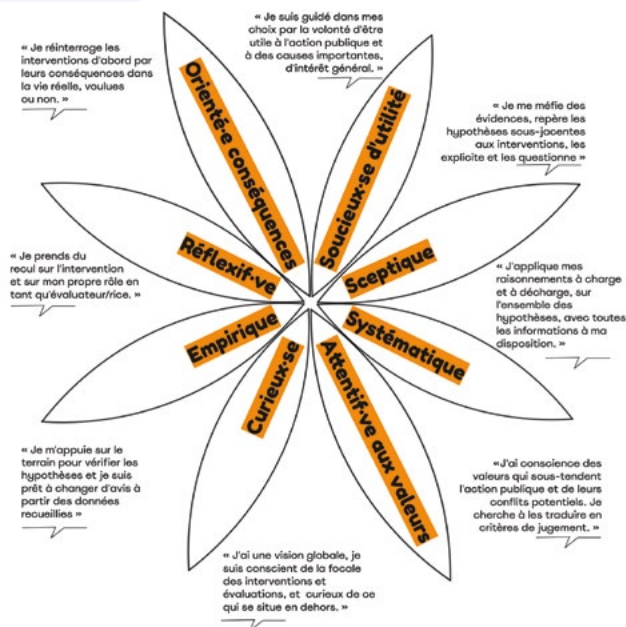 « Je suis guidé dans mes
choix par la volonté d'être
utile à l'action publique et
à des causes importantes,
d'intérêt général. »
« Je réinterroge les
interventions d'abord par
leurs conséquences dans
la vie réelle, voulues
ou non. »
« Je me méfie des
évidences, repère les
hypothèses sous-jacentes
aux interventions, les
explicite et les questionne »
Orienté·e conséquences
Soucieux·se d'utilité
Réflexif·ve
Sceptique
« Je prends du
recul sur l'intervention
et sur mon propre rôle en
tant qu'évaluateur/rice. »
« J'applique mes
raisonnements à charge
et à décharge, sur
l'ensemble des
hypothèses, avec toutes
les informations à ma
disposition. »
Empirique
Systématique
Curieux·se
Attentif·ve aux valeurs
« Je m'appuie sur le
terrain pour vérifier les
hypothèses et je suis
prêt à changer d'avis à
partir des données
recueillies »
«J'ai conscience des
valeurs qui sous-tendent
l'action publique et de leurs
conflits potentiels. Je
cherche à les traduire en
critères de jugement. »
« J'ai une vision globale, je
suis conscient de la focale
des interventions et
évaluations, et curieux de ce
qui se situe en dehors. »